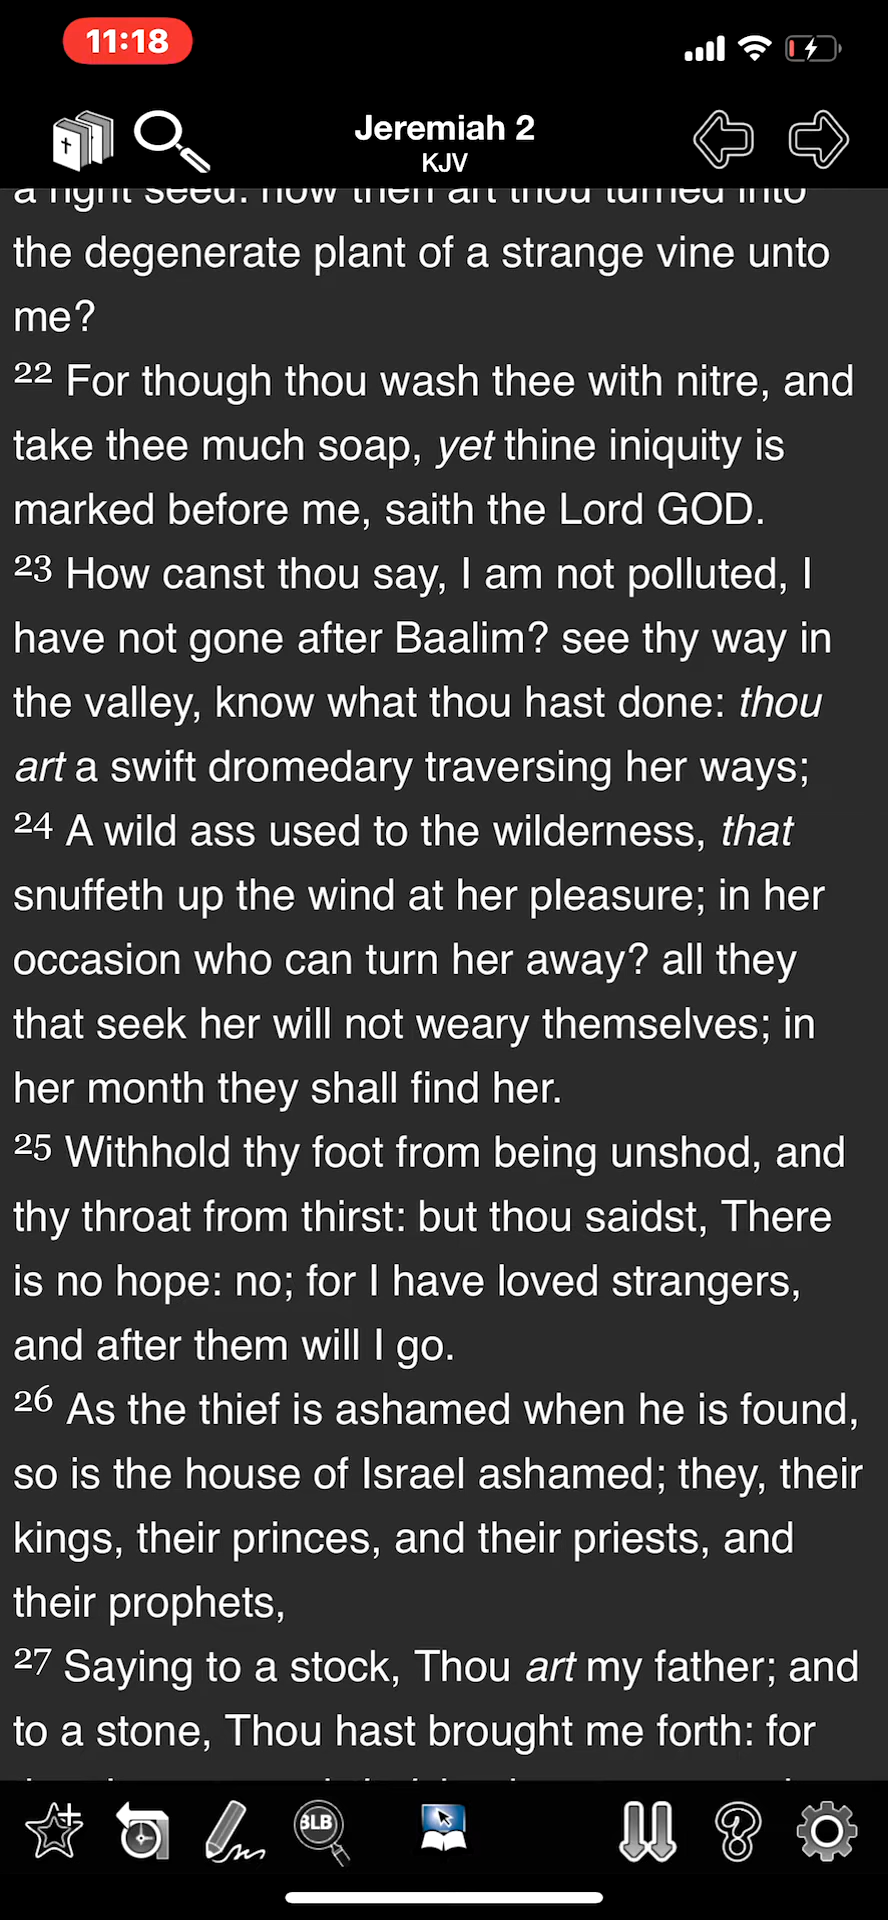 11:18
Jeremiah 2
KJV
a right seed: how then art thou turned into
the degenerate plant of a strange vine unto
me?
22 For though thou wash thee with nitre, and
take thee much soap, yet thine iniquity is
marked before me, saith the Lord GOD.
23 How canst thou say, I am not polluted, I
have not gone after Baalim? see thy way in
the valley, know what thou hast done: thou
art a swift dromedary traversing her ways;
24 A wild ass used to the wilderness, that
snuffeth up the wind at her pleasure; in her
occasion who can turn her away? all they
that seek her will not weary themselves; in
her month they shall find her.
25 Withhold thy foot from being unshod, and
thy throat from thirst: but thou saidst, There
is no hope: no; for I have loved strangers,
and after them will I go.
26 As the thief is ashamed when he is found,
so is the house of Israel ashamed; they, their
kings, their princes, and their priests, and
their prophets,
27 Saying to a stock, Thou art my father; and
to a stone, Thou hast brought me forth: for
BLB